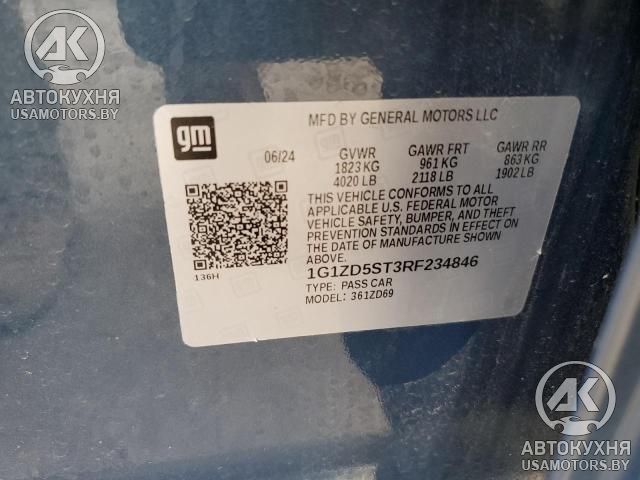 AK
АВТОКУХНЯ
USAMOTORS.BY
gm
MFD BY GENERAL MOTORS LLC
06/24 GVWR GAWR FRT GAWR RR
1823 KG 961 KG 863 KG
4020 LB 2118 LB 1902 LB
THIS VEHICLE CONFORMS TO ALL
APPLICABLE U.S. FEDERAL MOTOR
VEHICLE SAFETY, BUMPER, AND THEFT
PREVENTION STANDARDS IN EFFECT ON
THE DATE OF MANUFACTURE SHOWN
ABOVE.
136H
1G1ZD5ST3RF234846
TYPE: PASS CAR
MODEL: 361ZD69
AK
АВТОКУХНЯ
USAMOTORS.BY